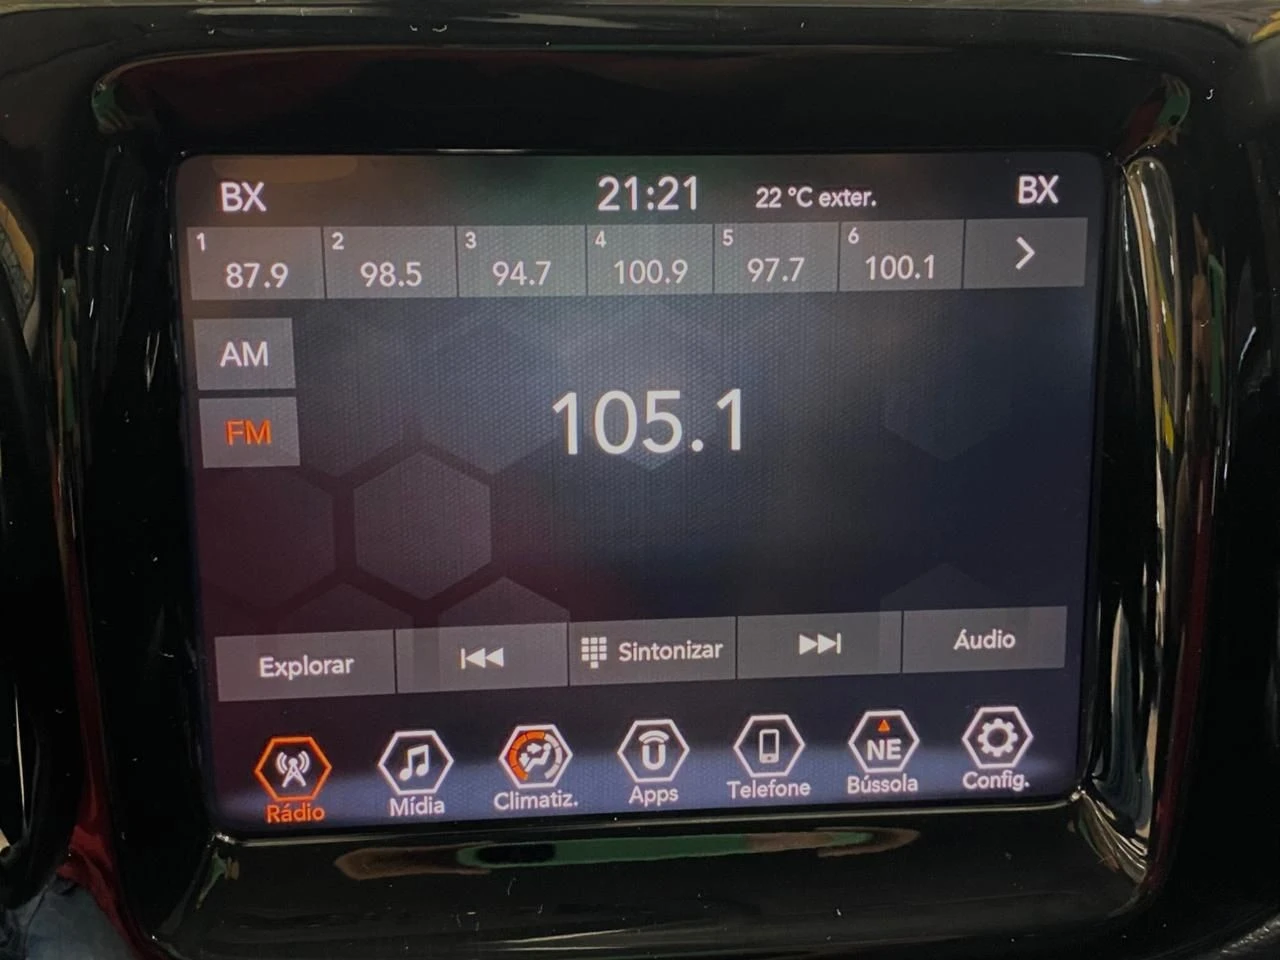 BX 21:21 22 °C exter. BX
1 2 3 4 5 6
87.9 98.5 94.7 100.9 97.7 100.1
AM
105.1
FM
Explorar Sintonizar Áudio
NE
Rádio Mídia Climatiz. Apps Telefone Bússola Config.